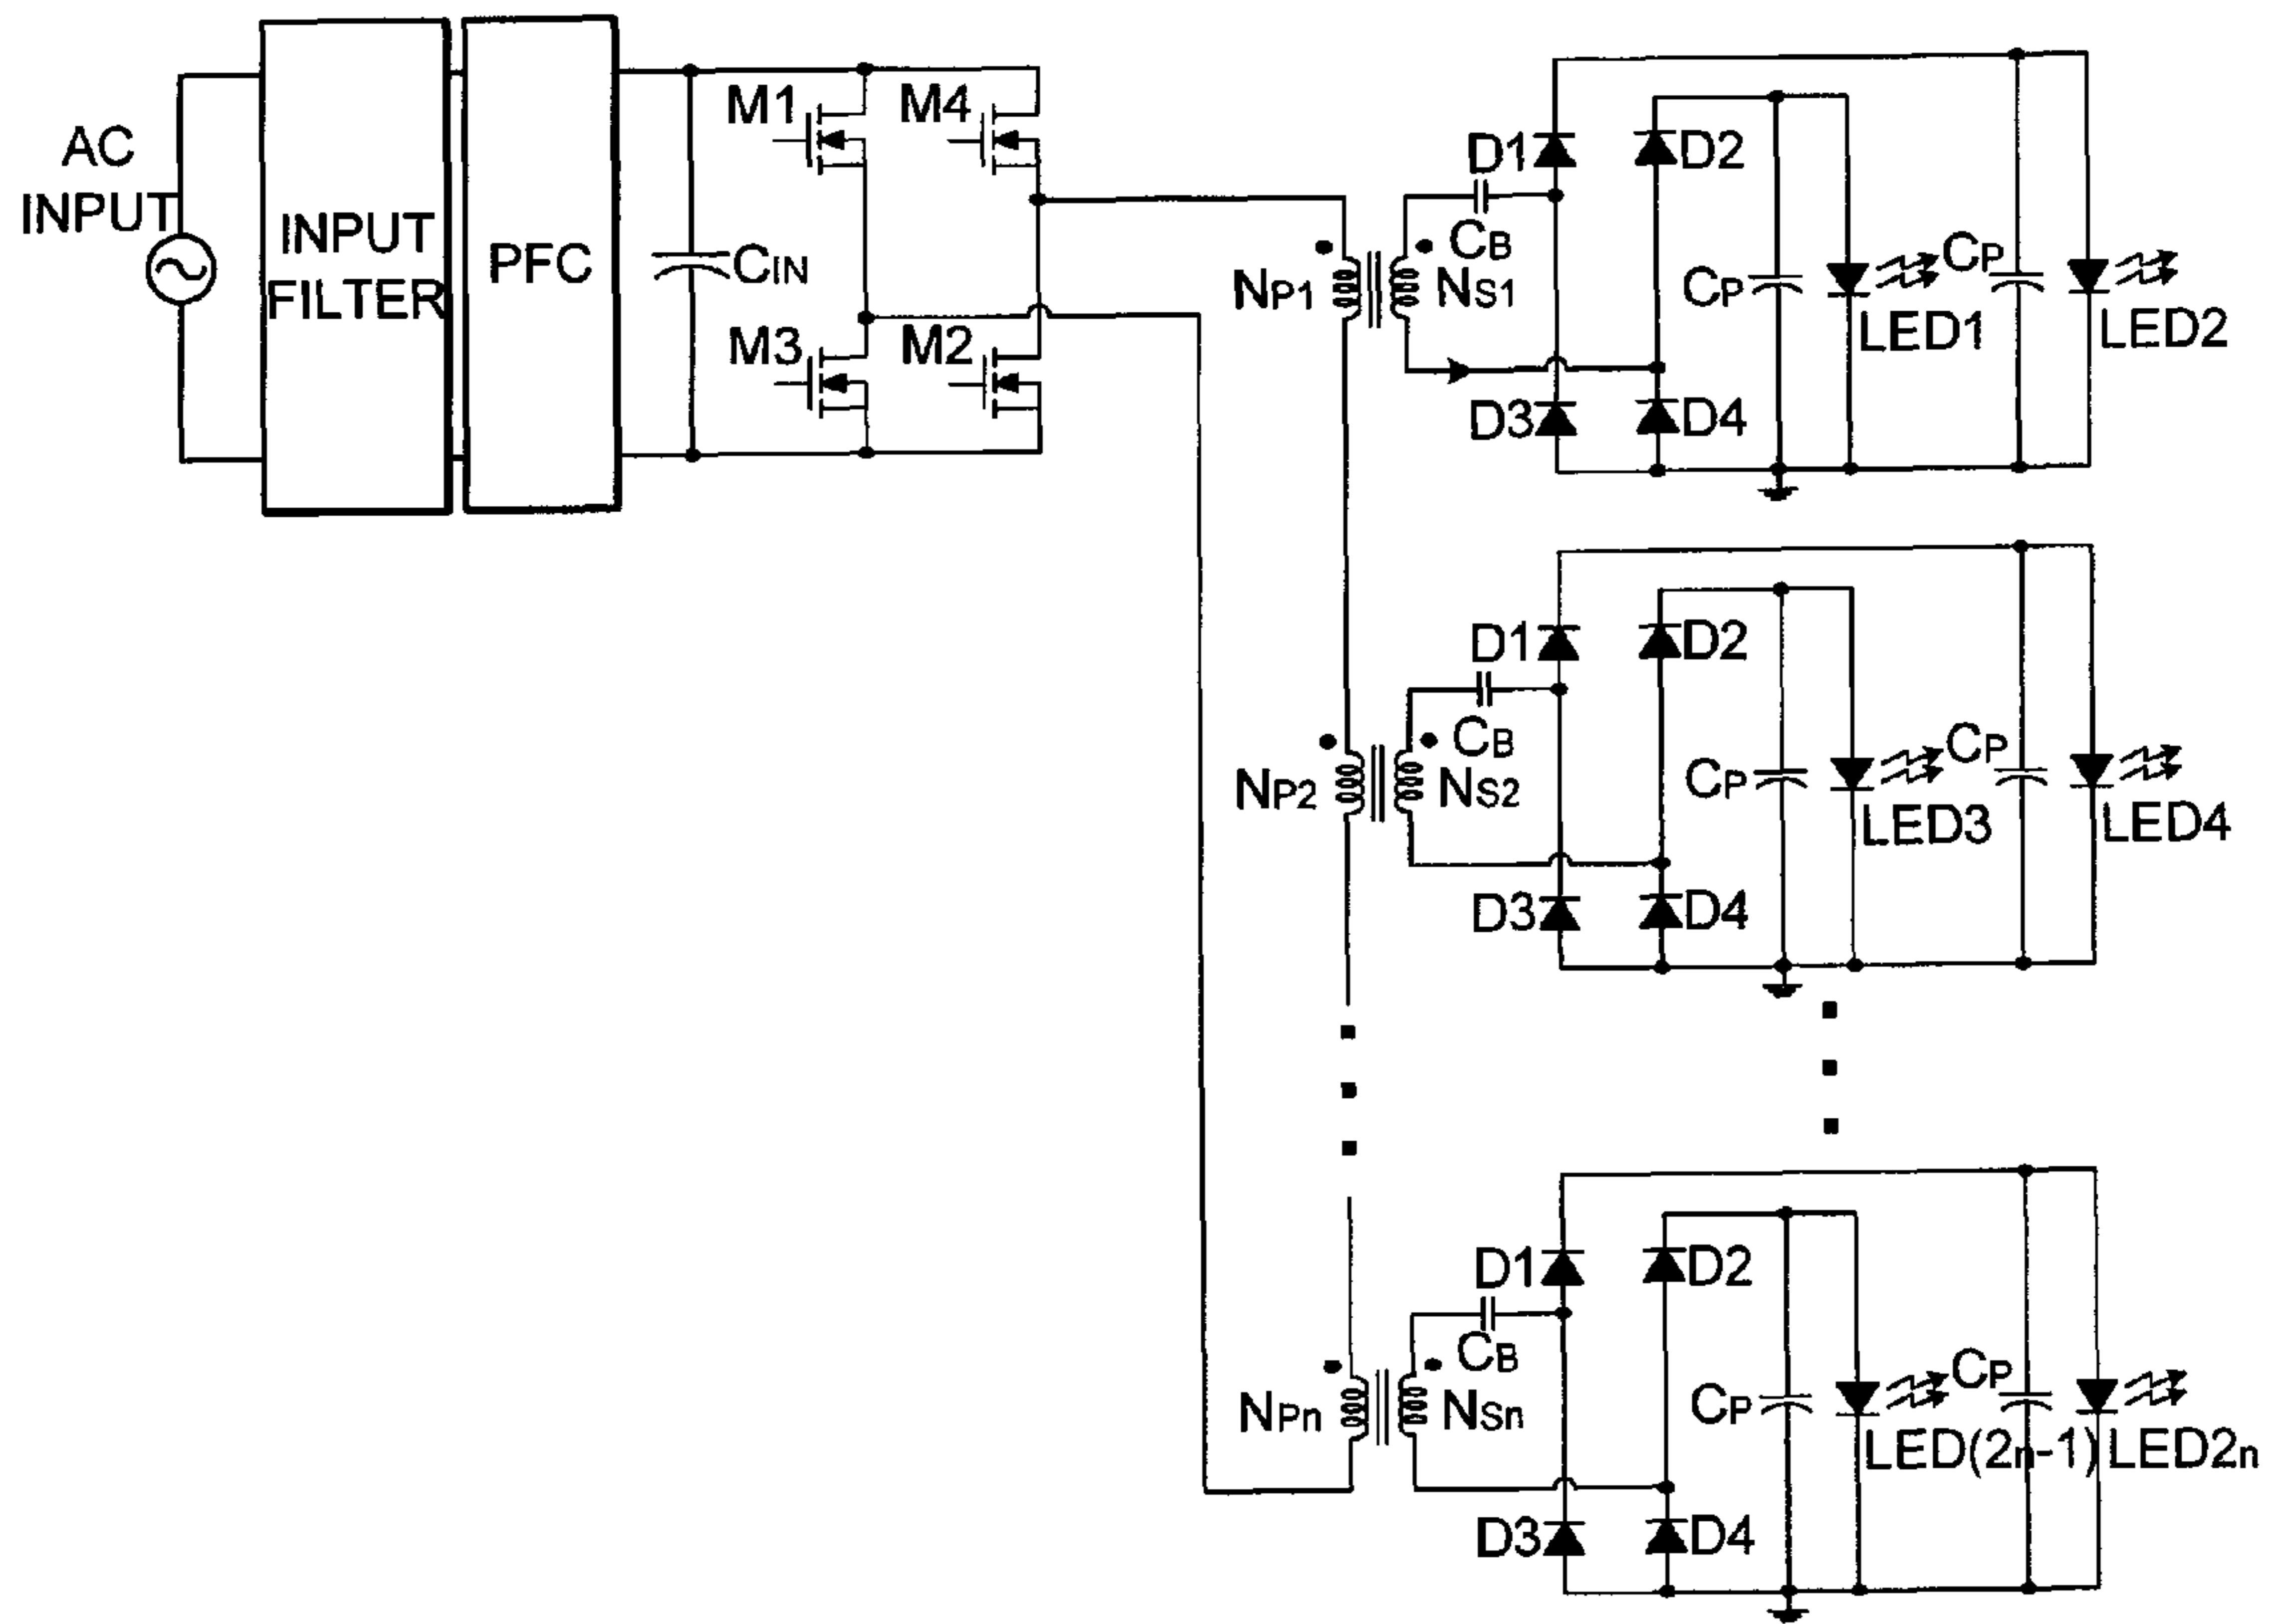 AC
INPUT
INPUT
FILTER
PFC
CIN
M1
M4
M3
M2
NP1
NS1
CB
D1
D2
D3
D4
CP
LED1
CP
LED2
NP2
NS2
CB
D1
D2
D3
D4
CP
LED3
CP
LED4
NPn
NSn
CB
D1
D2
D3
D4
CP
LED(2n-1)
CP
LED2n